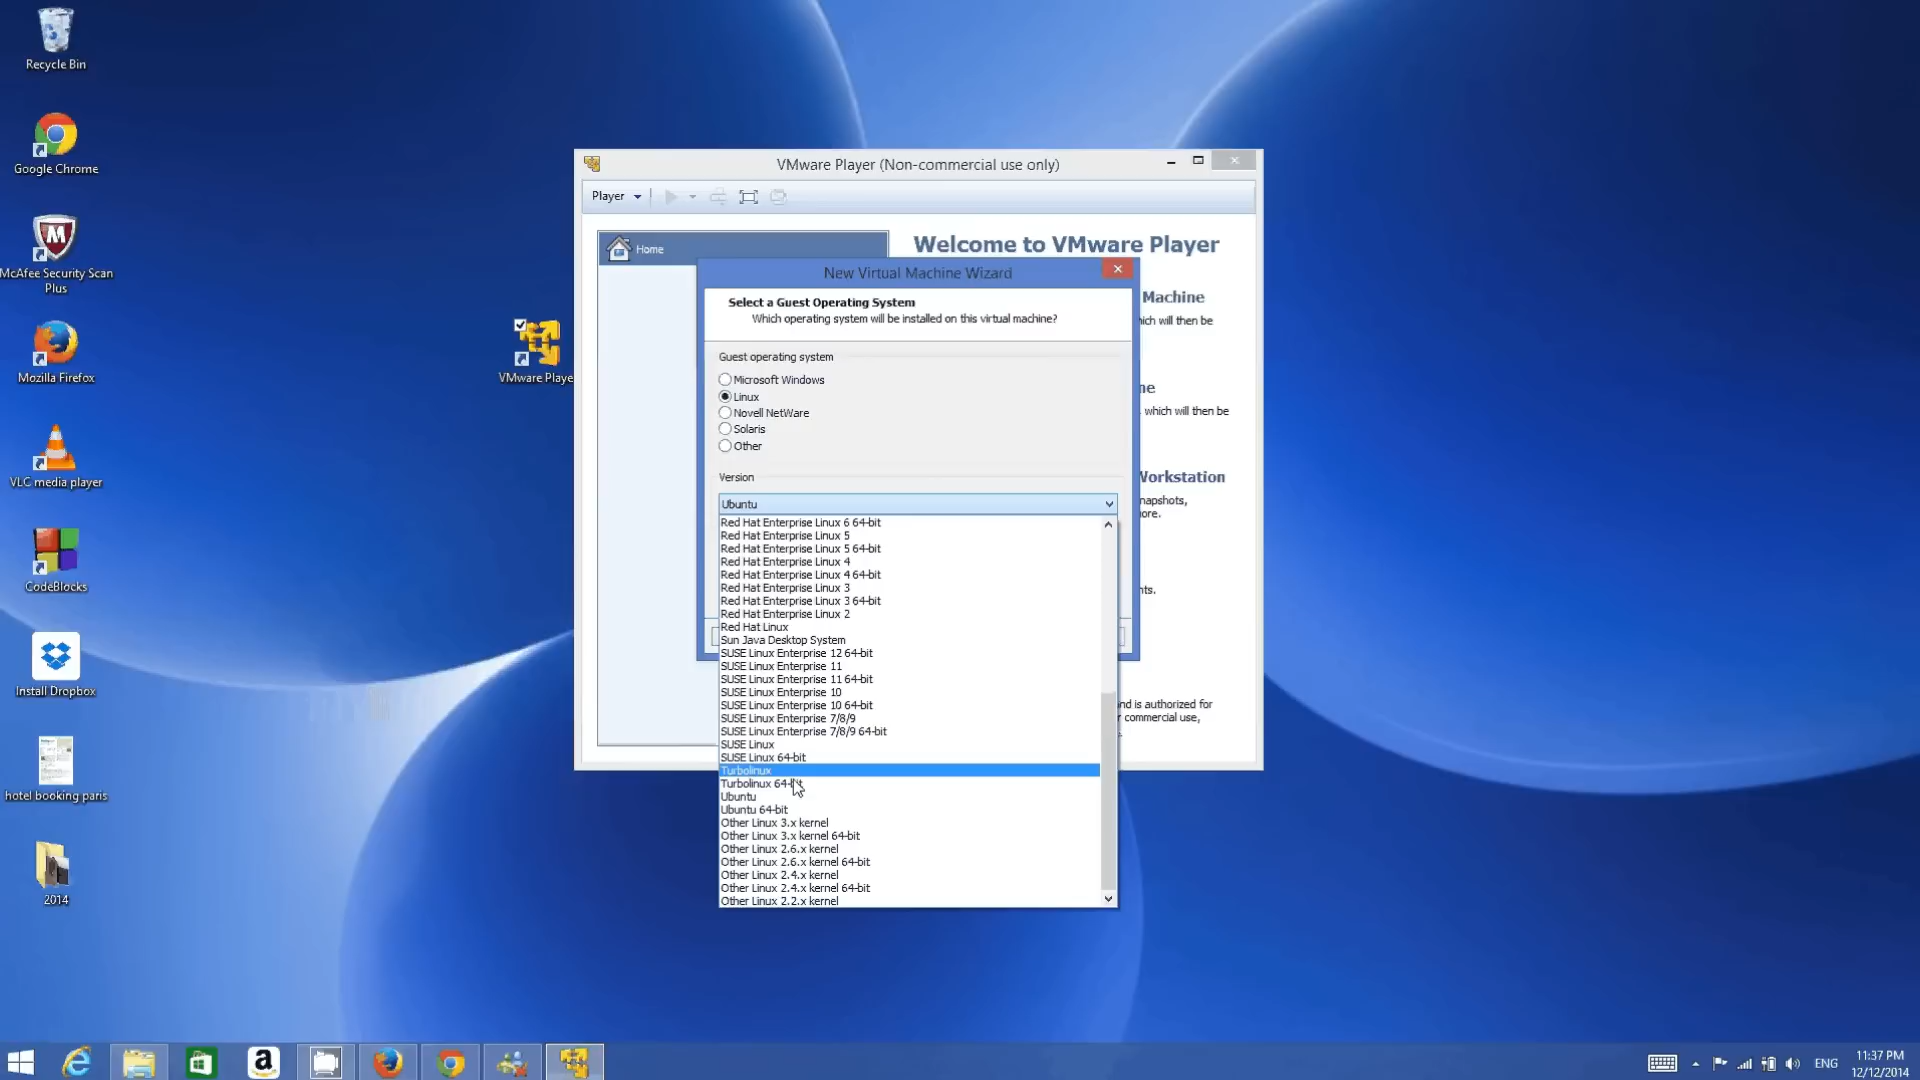 Recycle Bin
Google Chrome
McAfee Security Scan
Plus
Mozilla Firefox
VLC media player
CodeBlocks
Install Dropbox
hotel booking paris
2014
VMware Playe
VMware Player (Non-commercial use only)
Player
Home
Welcome to VMware Player
Machine
ich will then be
ne
which will then be
Workstation
napshots,
ore.
ts.
nd is authorized for
commercial use,
New Virtual Machine Wizard
Select a Guest Operating System
Which operating system will be installed on this virtual machine?
Guest operating system
Microsoft Windows
Linux
Novell NetWare
Solaris
Other
Version
Ubuntu
Red Hat Enterprise Linux 6 64-bit
Red Hat Enterprise Linux 5
Red Hat Enterprise Linux 5 64-bit
Red Hat Enterprise Linux 4
Red Hat Enterprise Linux 4 64-bit
Red Hat Enterprise Linux 3
Red Hat Enterprise Linux 3 64-bit
Red Hat Enterprise Linux 2
Red Hat Linux
Sun Java Desktop System
SUSE Linux Enterprise 12 64-bit
SUSE Linux Enterprise 11
SUSE Linux Enterprise 11 64-bit
SUSE Linux Enterprise 10
SUSE Linux Enterprise 10 64-bit
SUSE Linux Enterprise 7/8/9
SUSE Linux Enterprise 7/8/9 64-bit
SUSE Linux
SUSE Linux 64-bit
Turbolinux
Turbolinux 64-bit
Ubuntu
Ubuntu 64-bit
Other Linux 3.x kernel
Other Linux 3.x kernel 64-bit
Other Linux 2.6.x kernel
Other Linux 2.6.x kernel 64-bit
Other Linux 2.4.x kernel
Other Linux 2.4.x kernel 64-bit
Other Linux 2.2.x kernel
ENG
11:37 PM
12/12/2014